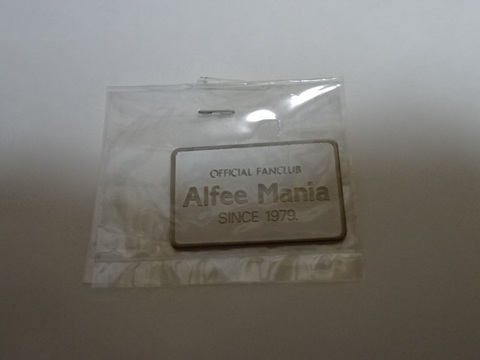 OFFICIAL FANCLUB
Alfee Mania
SINCE 1979.